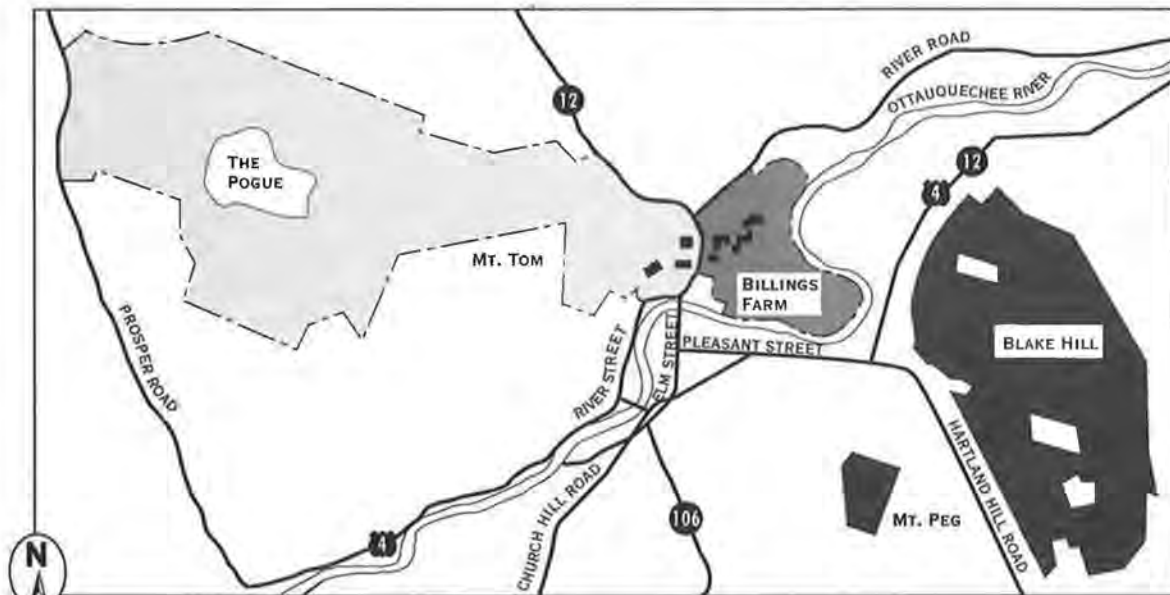 RIVER ROAD
OTTAUQUECHEE RIVER
12
THE
POGUE
12
4
MT. TOM
BILLINGS
FARM
PROSPER ROAD
RIVER STREET
ELM STREET
PLEASANT STREET
BLAKE HILL
HARTLAND HILL ROAD
CHURCH HILL ROAD
MT. PEG
106
4
N